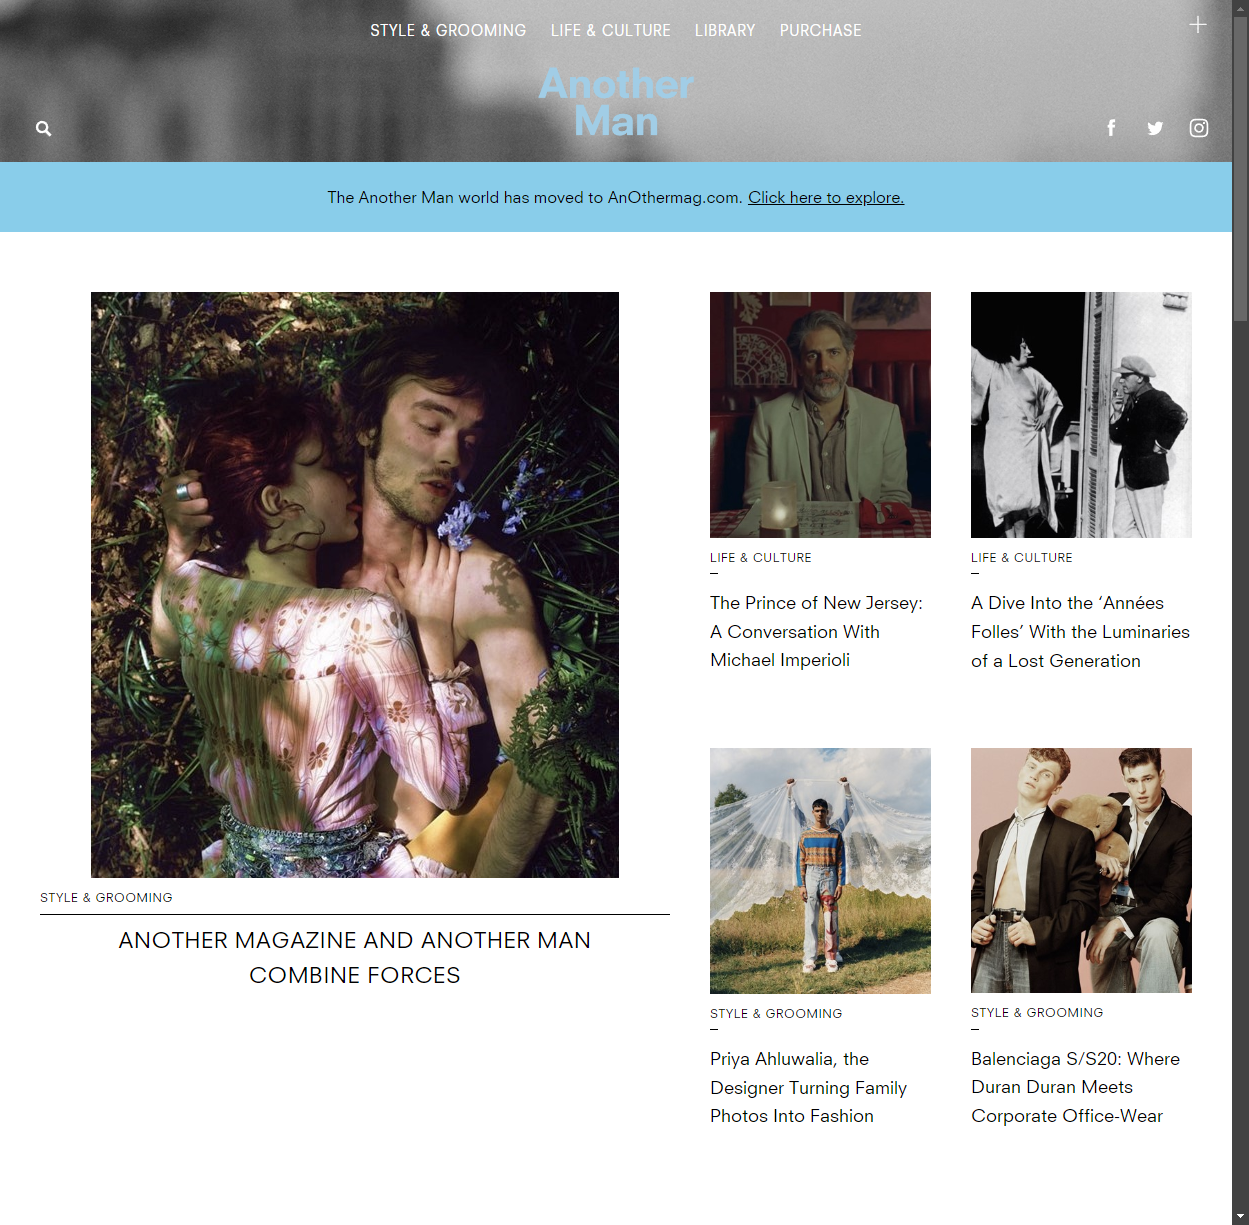 STYLE & GROOMING LIFE & CULTURE LIBRARY PURCHASE
Another
Man
The Another Man world has moved to AnOthermag.com. Click here to explore.
STYLE & GROOMING
ANOTHER MAGAZINE AND ANOTHER MAN
COMBINE FORCES
LIFE & CULTURE
The Prince of New Jersey:
A Conversation With
Michael Imperioli
LIFE & CULTURE
A Dive Into the ‘Années
Folles’ With the Luminaries
of a Lost Generation
STYLE & GROOMING
Priya Ahluwalia, the
Designer Turning Family
Photos Into Fashion
STYLE & GROOMING
Balenciaga S/S20: Where
Duran Duran Meets
Corporate Office-Wear